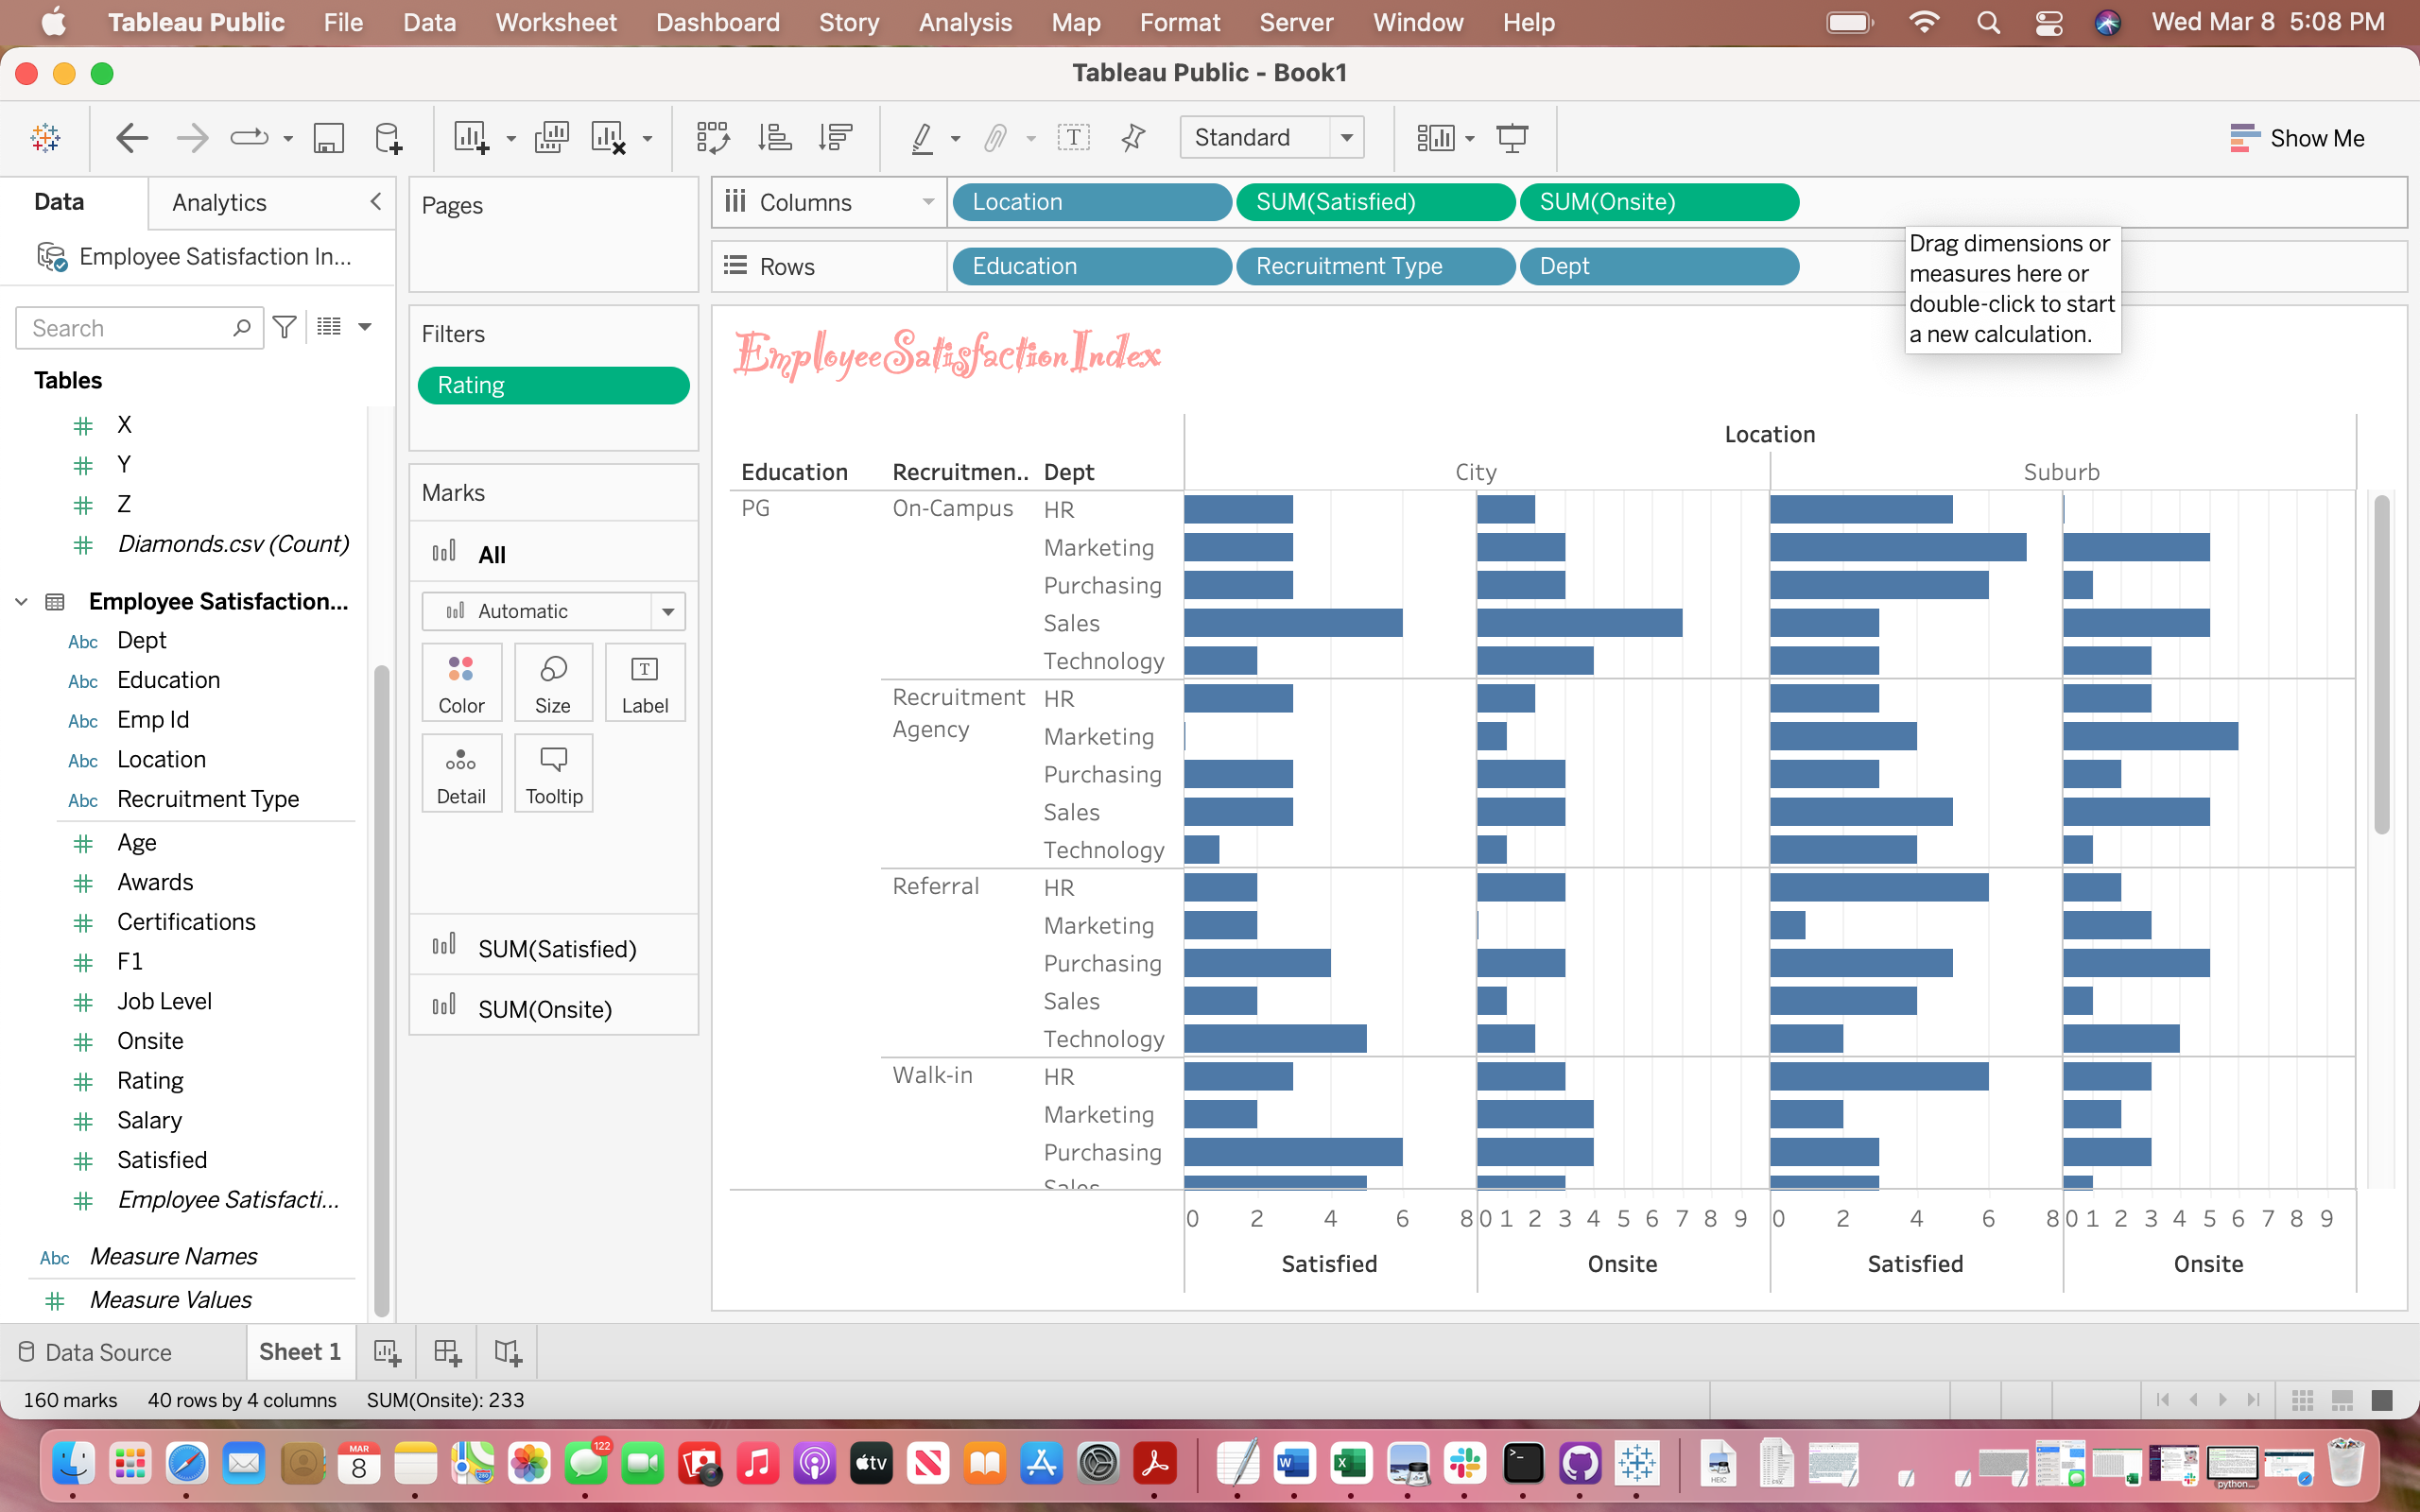 Tableau Public File Data Worksheet Dashboard Story Analysis Map Format Server Window Help Wed Mar 8 5:08 PM
Tableau Public - Book1
Standard Show Me
Data Analytics
Employee Satisfaction In...
Search
Tables
X
Y
Z
Diamonds.csv (Count)
Employee Satisfaction...
Abc Dept
Abc Education
Abc Emp Id
Abc Location
Abc Recruitment Type
Age
Awards
Certifications
F1
Job Level
Onsite
Rating
Salary
Satisfied
Employee Satisfacti...
Abc Measure Names
Measure Values
Pages
Filters
Rating
Marks
All
Automatic
Color Size Label
Detail Tooltip
SUM(Satisfied)
SUM(Onsite)
Columns Location SUM(Satisfied) SUM(Onsite)
Rows Education Recruitment Type Dept
Drag dimensions or
measures here or
double-click to start
a new calculation.
EmployeeSatisfactionIndex
Location
Education Recruitmen.. Dept City Suburb
PG On-Campus HR
Marketing
Purchasing
Sales
Technology
Recruitment Agency HR
Marketing
Purchasing
Sales
Technology
Referral HR
Marketing
Purchasing
Sales
Technology
Walk-in HR
Marketing
Purchasing
Sales
0 2 4 6 8 0 1 2 3 4 5 6 7 8 9 0 2 4 6 8 0 1 2 3 4 5 6 7 8 9
Satisfied Onsite Satisfied Onsite
Data Source Sheet 1
160 marks 40 rows by 4 columns SUM(Onsite): 233
MAR
8
280
122
tv
W
X
HEIC
python...